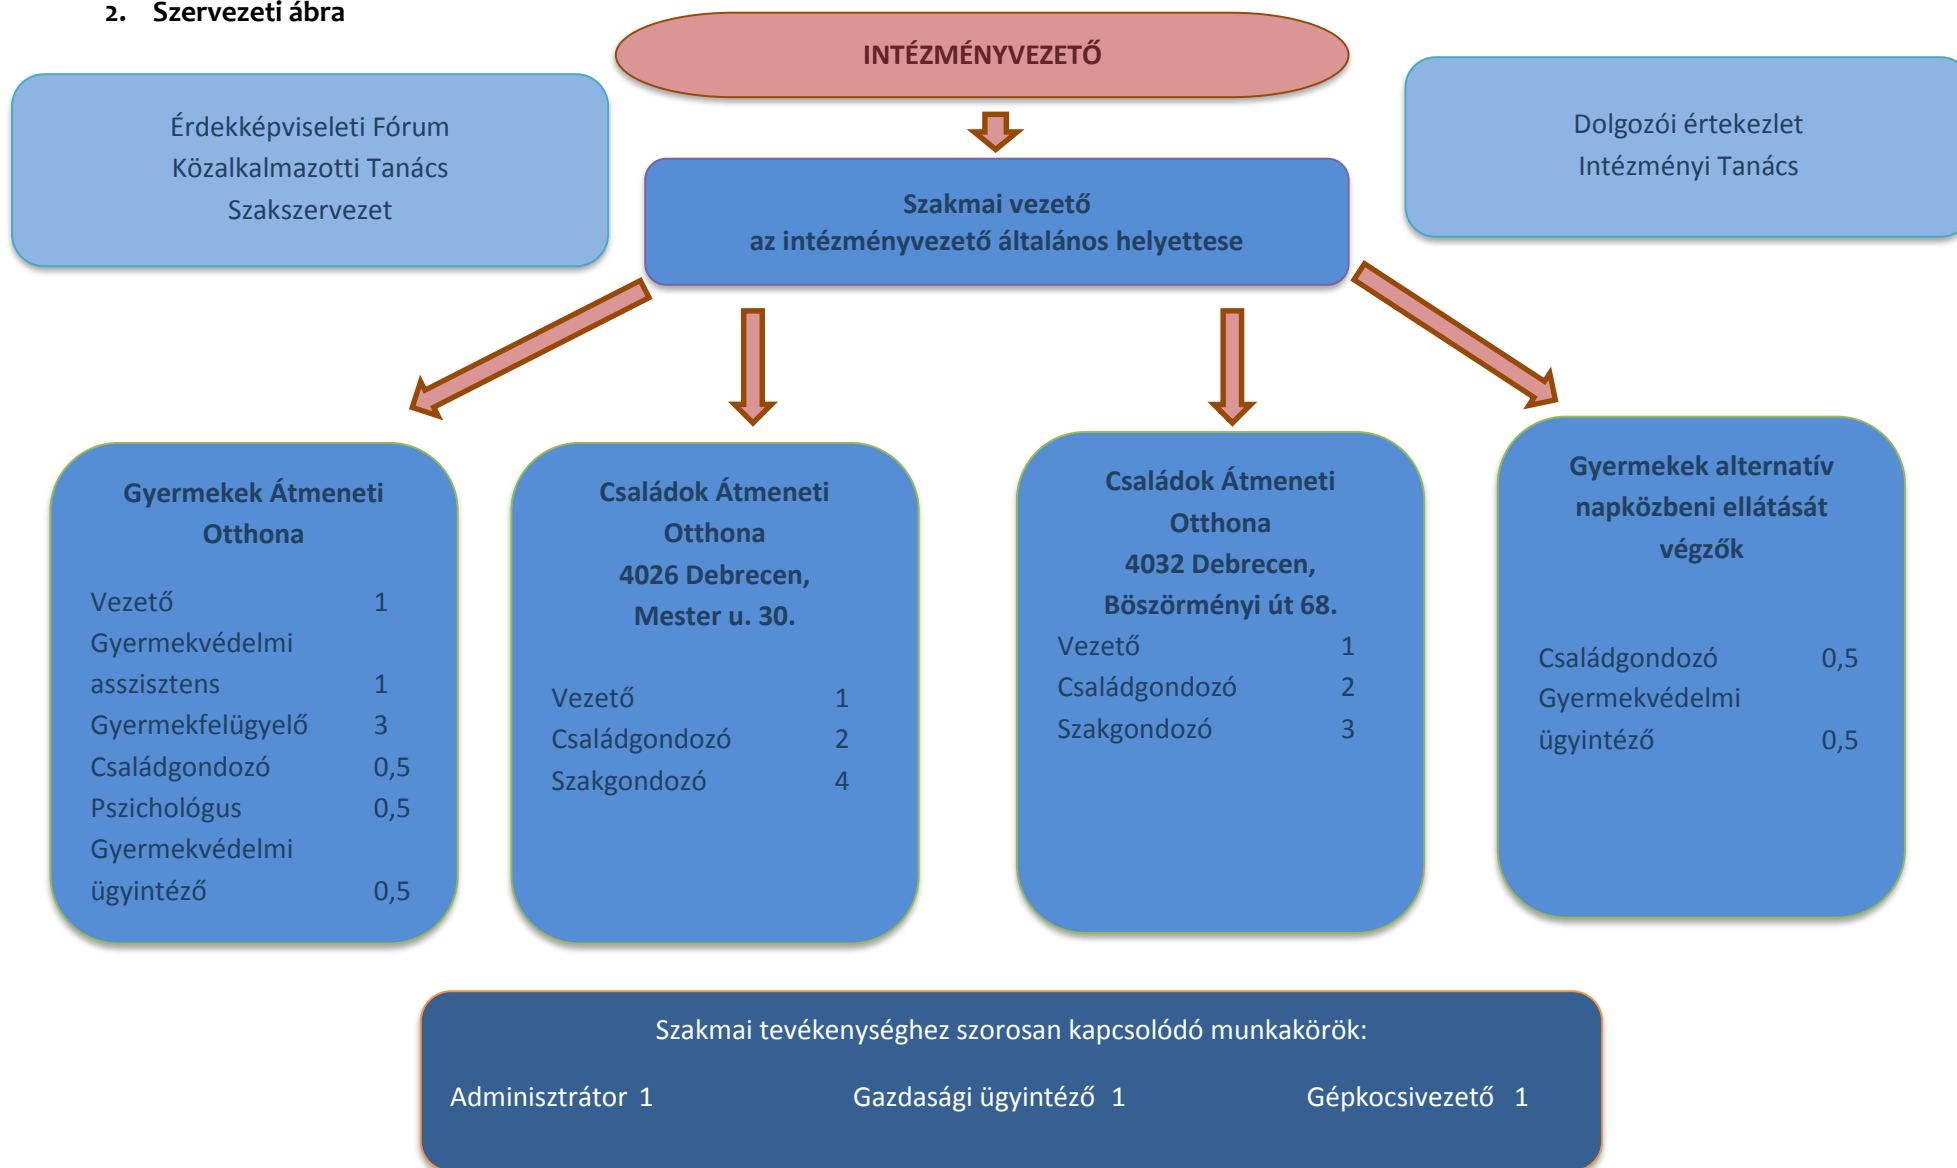 2. Szervezeti ábra
INTÉZMÉNYVEZETŐ
Érdekképviseleti Fórum
Közalkalmazotti Tanács
Szakszervezet
Dolgozói értekezlet
Intézményi Tanács
Szakmai vezető
az intézményvezető általános helyettese
Gyermekek Átmeneti
Otthona
Vezető 1
Gyermekvédelmi
asszisztens 1
Gyermekfelügyelő 3
Családgondozó 0,5
Pszichológus 0,5
Gyermekvédelmi
ügyintéző 0,5
Családok Átmeneti
Otthona
4026 Debrecen,
Mester u. 30.
Vezető 1
Családgondozó 2
Szakgondozó 4
Családok Átmeneti
Otthona
4032 Debrecen,
Böszörményi út 68.
Vezető 1
Családgondozó 2
Szakgondozó 3
Gyermekek alternatív
napközbeni ellátását
végzők
Családgondozó 0,5
Gyermekvédelmi
ügyintéző 0,5
Szakmai tevékenységhez szorosan kapcsolódó munkakörök:
Adminisztrátor 1 Gazdasági ügyintéző 1 Gépkocsivezető 1